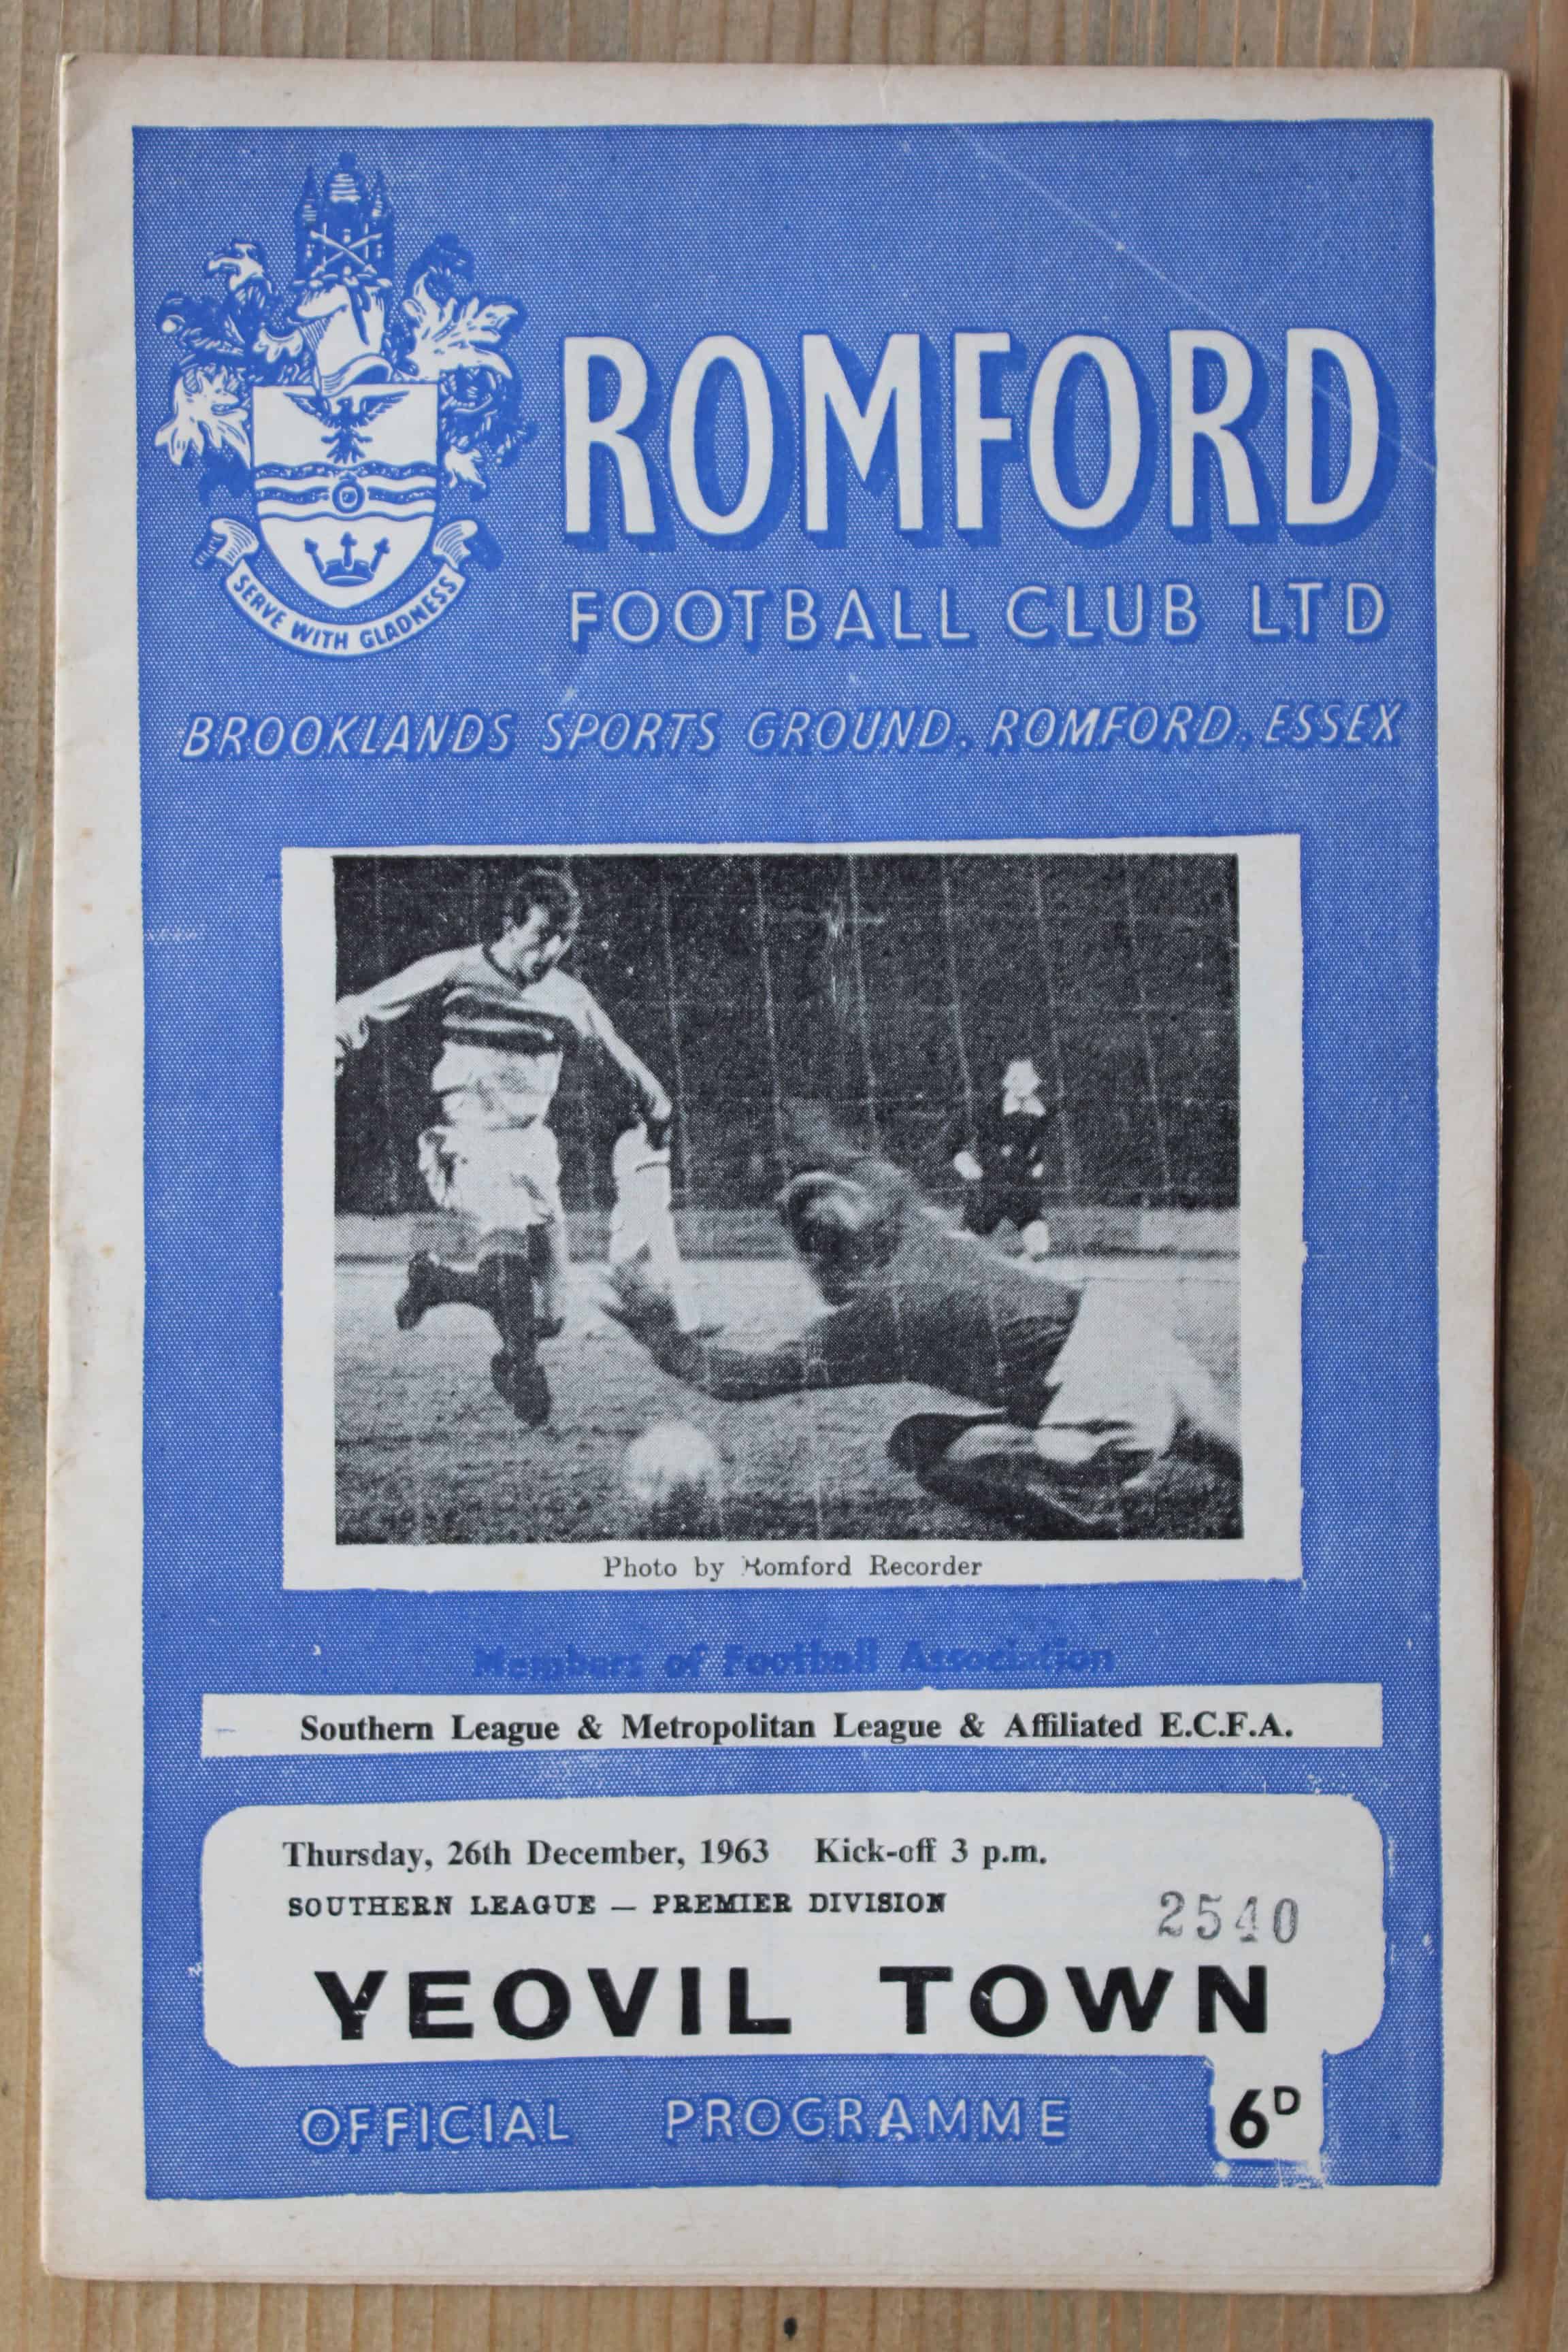 ROMFORD
FOOTBALL CLUB LTD
SERVE WITH GLADNESS
BROOKLANDS SPORTS GROUND, ROMFORD, ESSEX
Photo by Romford Recorder
Members of Football Association
Southern League & Metropolitan League & Affiliated E.C.F.A.
Thursday, 26th December, 1963 Kick-off 3 p.m.
SOUTHERN LEAGUE — PREMIER DIVISION
2540
YEOVIL TOWN
OFFICIAL PROGRAMME
6D